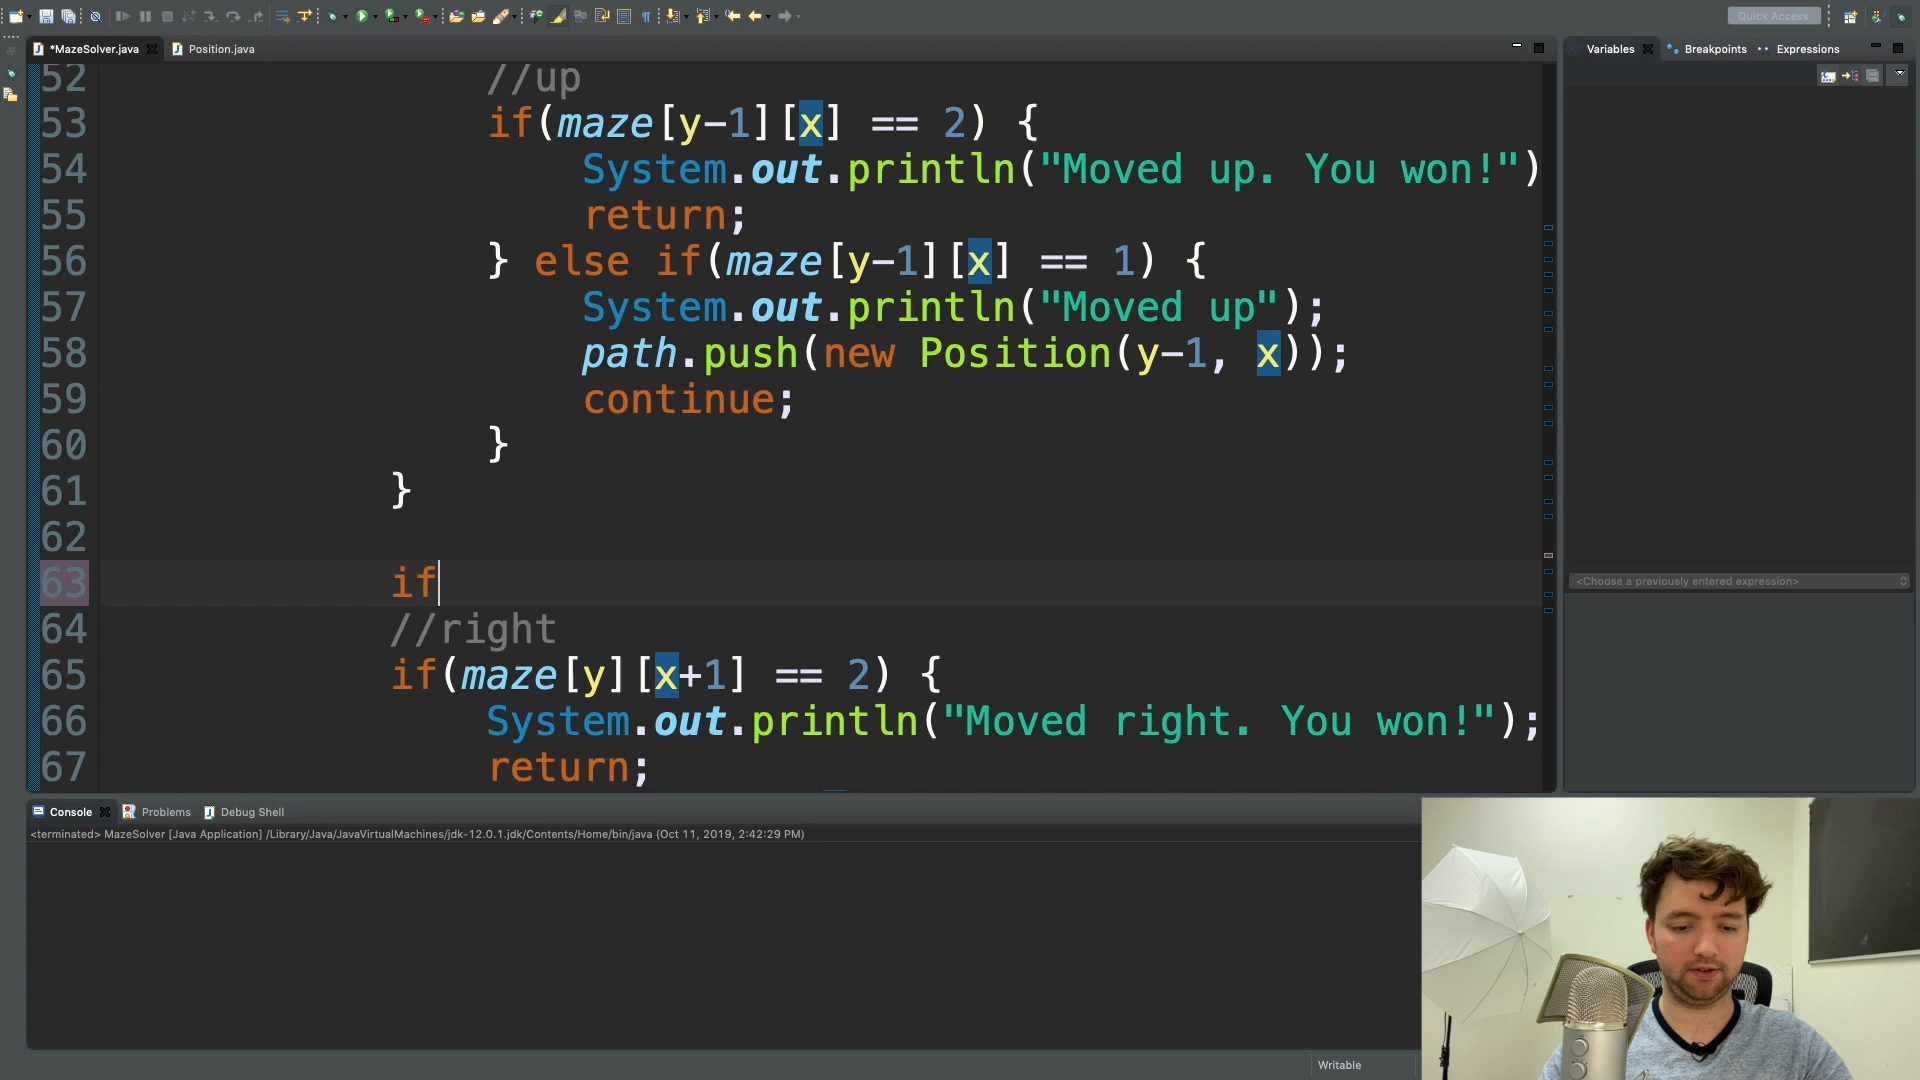 Quick Access
*MazeSolver.java
Position.java
Variables
Breakpoints
Expressions
52 //up
53 if(maze[y-1][x] == 2) {
54 System.out.println("Moved up. You won!")
55 return;
56 } else if(maze[y-1][x] == 1) {
57 System.out.println("Moved up");
58 path.push(new Position(y-1, x));
59 continue;
60 }
61 }
62
63 if
64 //right
65 if(maze[y][x+1] == 2) {
66 System.out.println("Moved right. You won!");
67 return;
<Choose a previously entered expression>
Console
Problems
Debug Shell
<terminated> MazeSolver [Java Application] /Library/Java/JavaVirtualMachines/jdk-12.0.1.jdk/Contents/Home/bin/java (Oct 11, 2019, 2:42:29 PM)
Writable